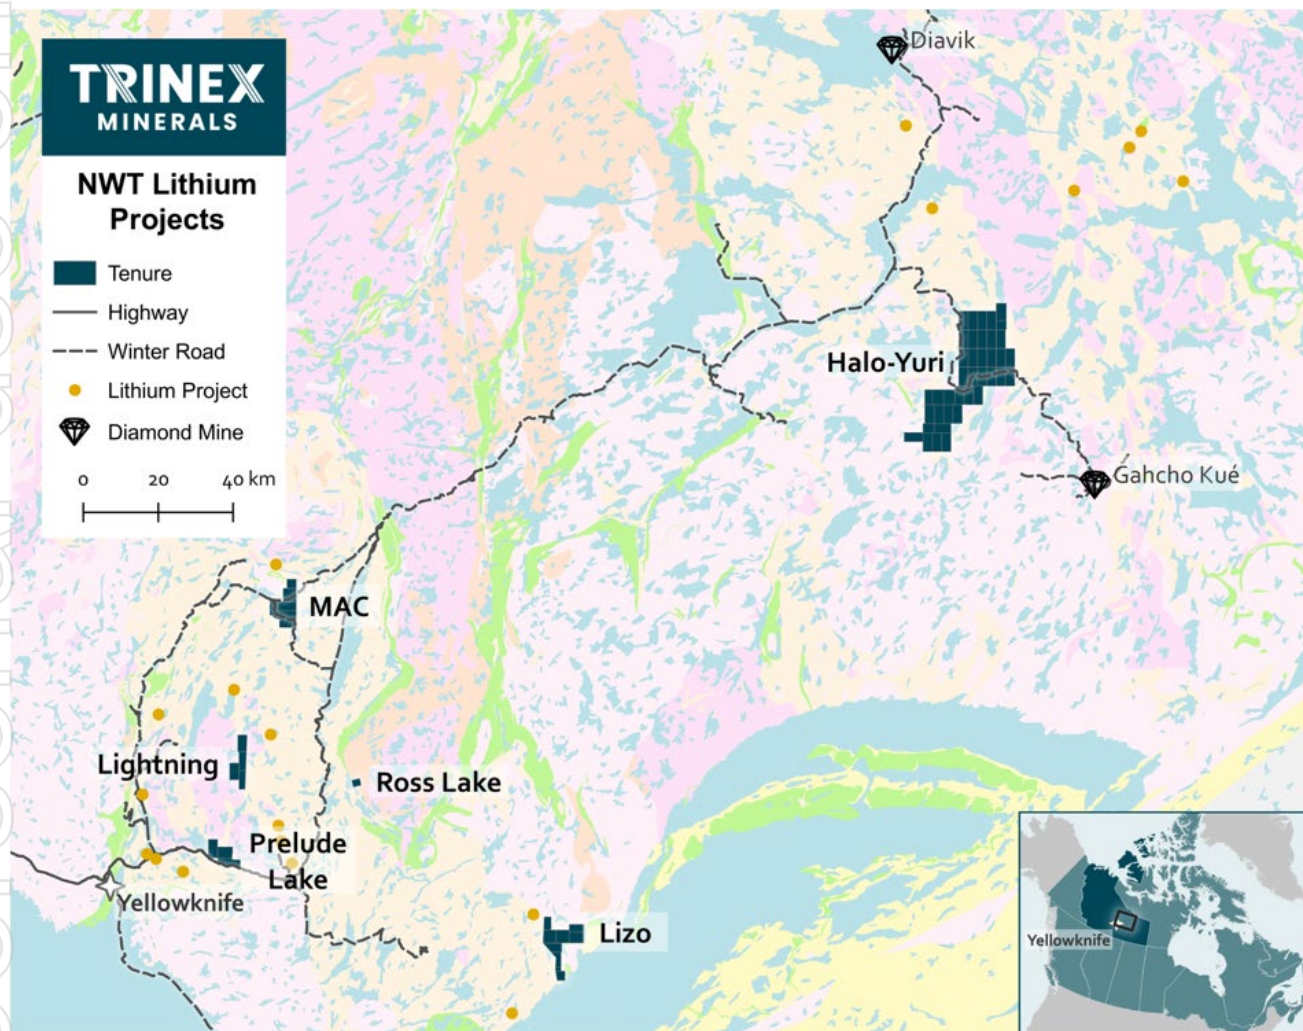 TRINEX
MINERALS
NWT Lithium
Projects
Tenure
Highway
Winter Road
Lithium Project
Diamond Mine
0 20 40 km
Diavik
Halo-Yuri
Gahcho Kué
MAC
Lightning
Ross Lake
Prelude
Lake
Yellowknife
Lizo
Yellowknife